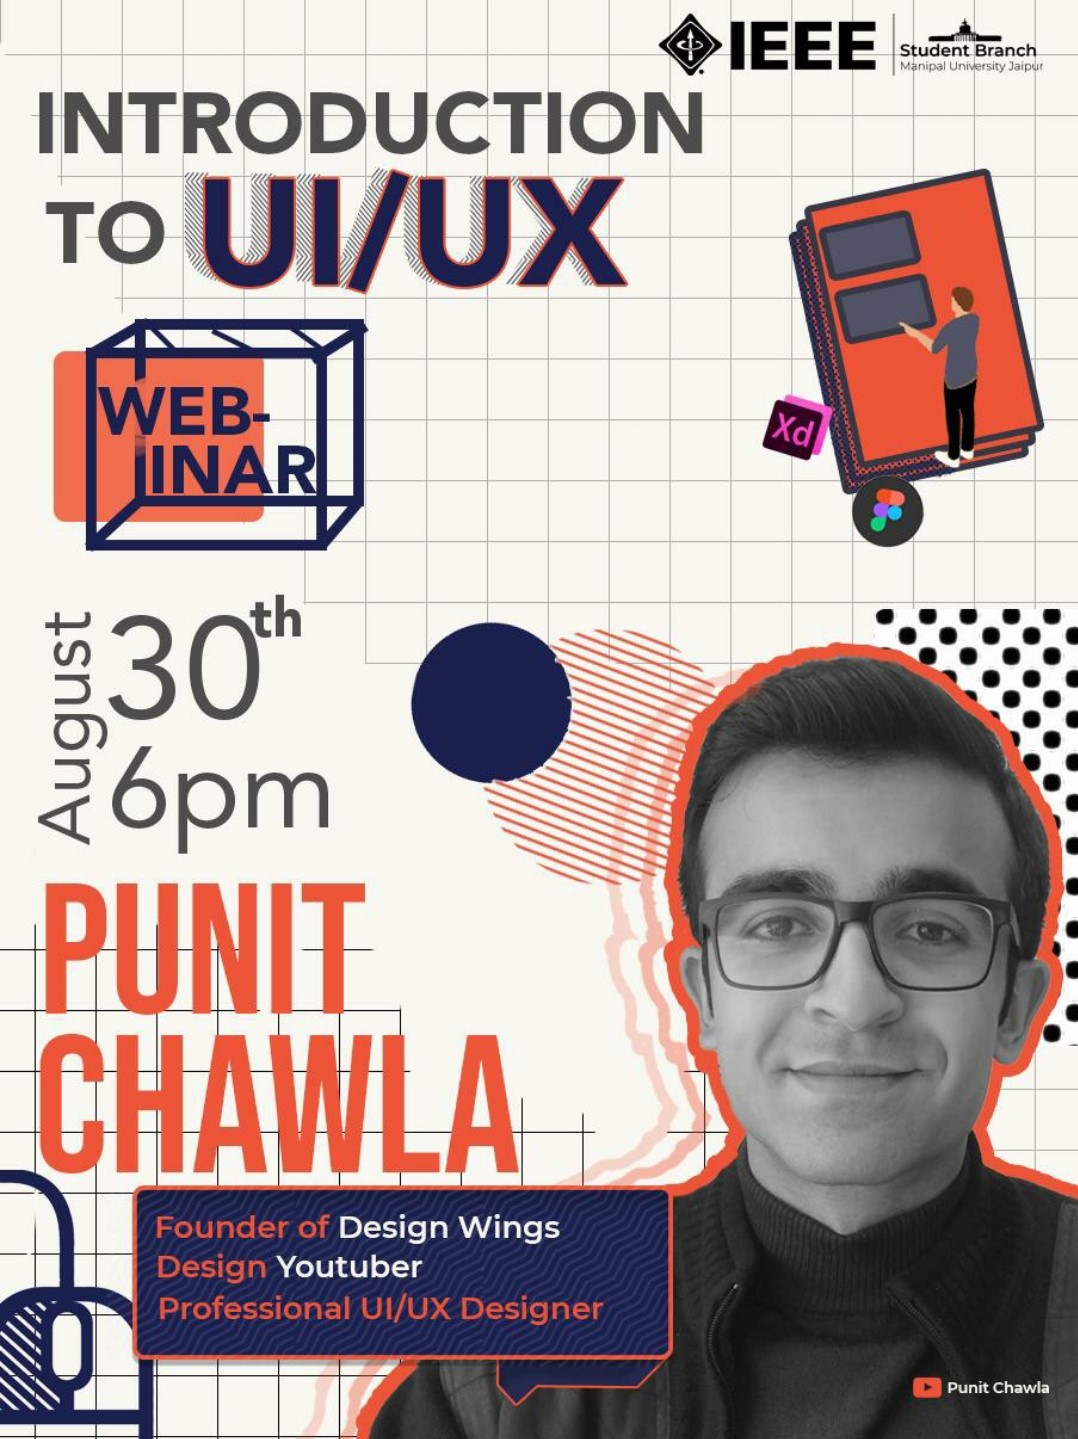 IEEE
Student Branch
Manipal University Jaipur
INTRODUCTION
TO UI/UX
WEB-
INAR
Xd
August
30th
6pm
PUNIT
CHAWLA
Founder of Design Wings
Design Youtuber
Professional UI/UX Designer
Punit Chawla